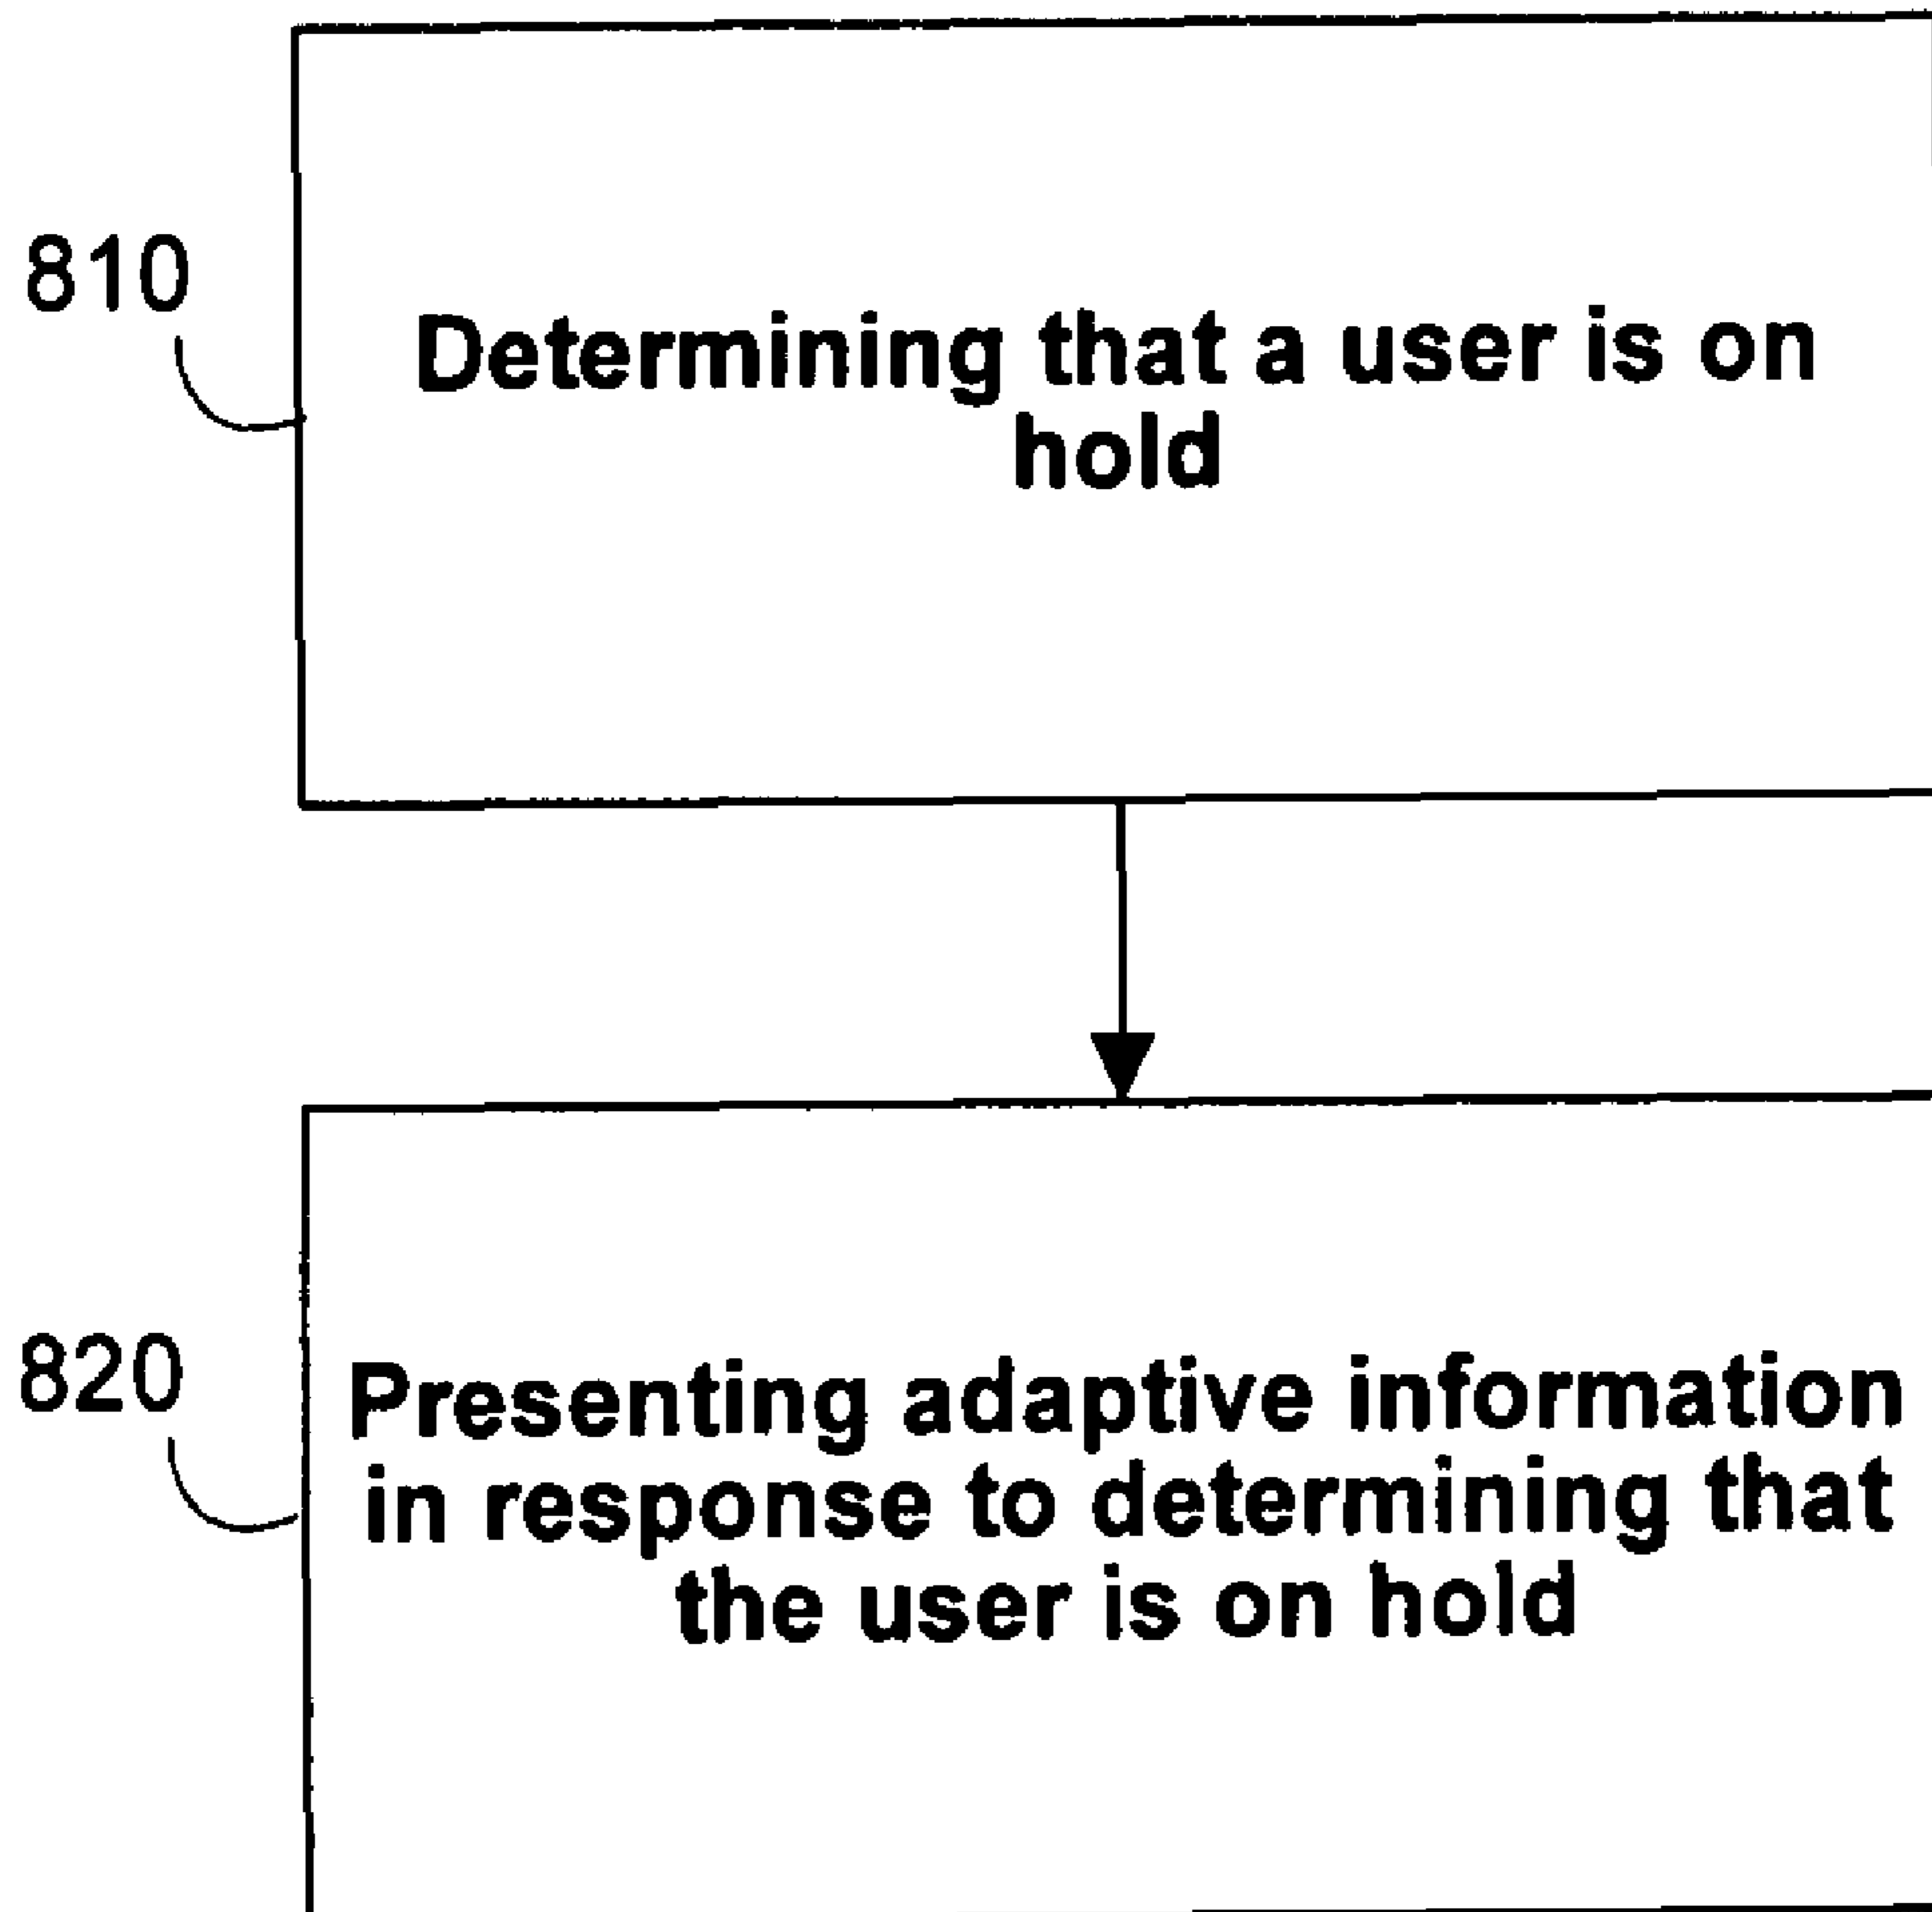 810
Determining that a user is on
hold
820
Presenting adaptive information
in response to determining that
the user is on hold